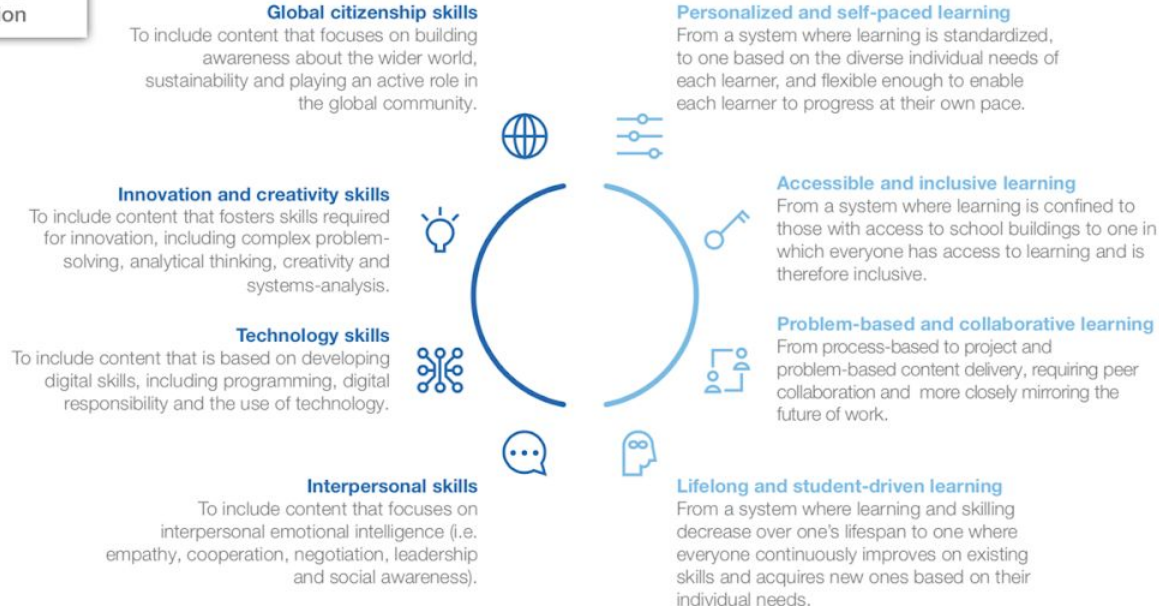 ion
Global citizenship skills
To include content that focuses on building
awareness about the wider world,
sustainability and playing an active role in
the global community.
Innovation and creativity skills
To include content that fosters skills required
for innovation, including complex problem-
solving, analytical thinking, creativity and
systems-analysis.
Technology skills
To include content that is based on developing
digital skills, including programming, digital
responsibility and the use of technology.
Interpersonal skills
To include content that focuses on
interpersonal emotional intelligence (i.e.
empathy, cooperation, negotiation, leadership
and social awareness).
Personalized and self-paced learning
From a system where learning is standardized,
to one based on the diverse individual needs of
each learner, and flexible enough to enable
each learner to progress at their own pace.
Accessible and inclusive learning
From a system where learning is confined to
those with access to school buildings to one in
which everyone has access to learning and is
therefore inclusive.
Problem-based and collaborative learning
From process-based to project and
problem-based content delivery, requiring peer
collaboration and more closely mirroring the
future of work.
Lifelong and student-driven learning
From a system where learning and skilling
decrease over one's lifespan to one where
everyone continuously improves on existing
skills and acquires new ones based on their
individual needs.